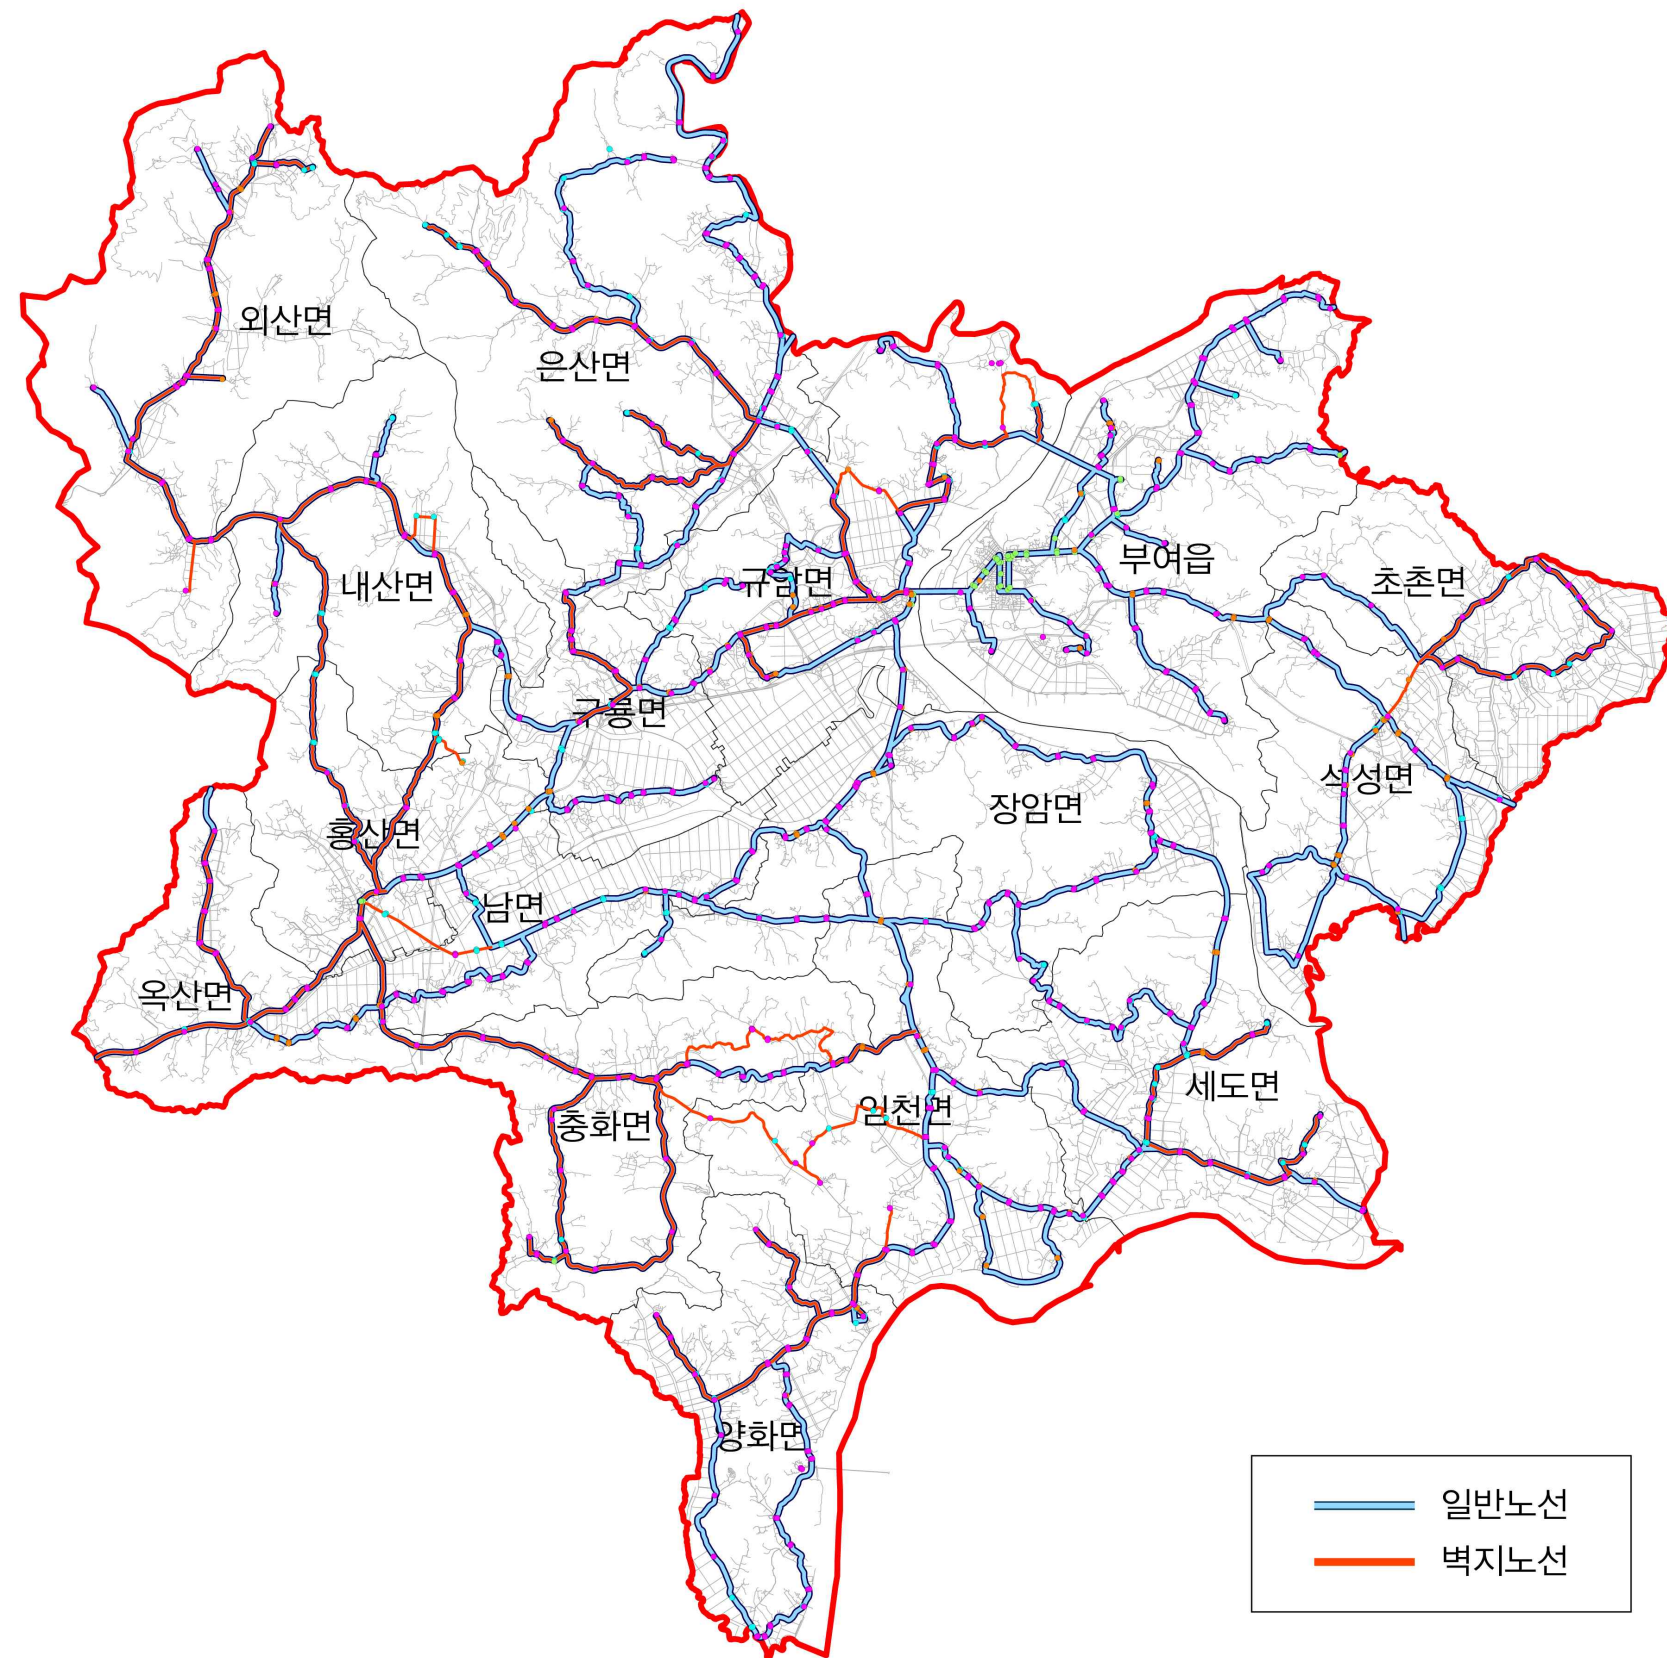 외산면
은산면
부여읍
초촌면
규암면
내산면
구룡면
석성면
장암면
홍산면
남면
옥산면
세도면
임천면
충화면
양화면
일반노선
벽지노선